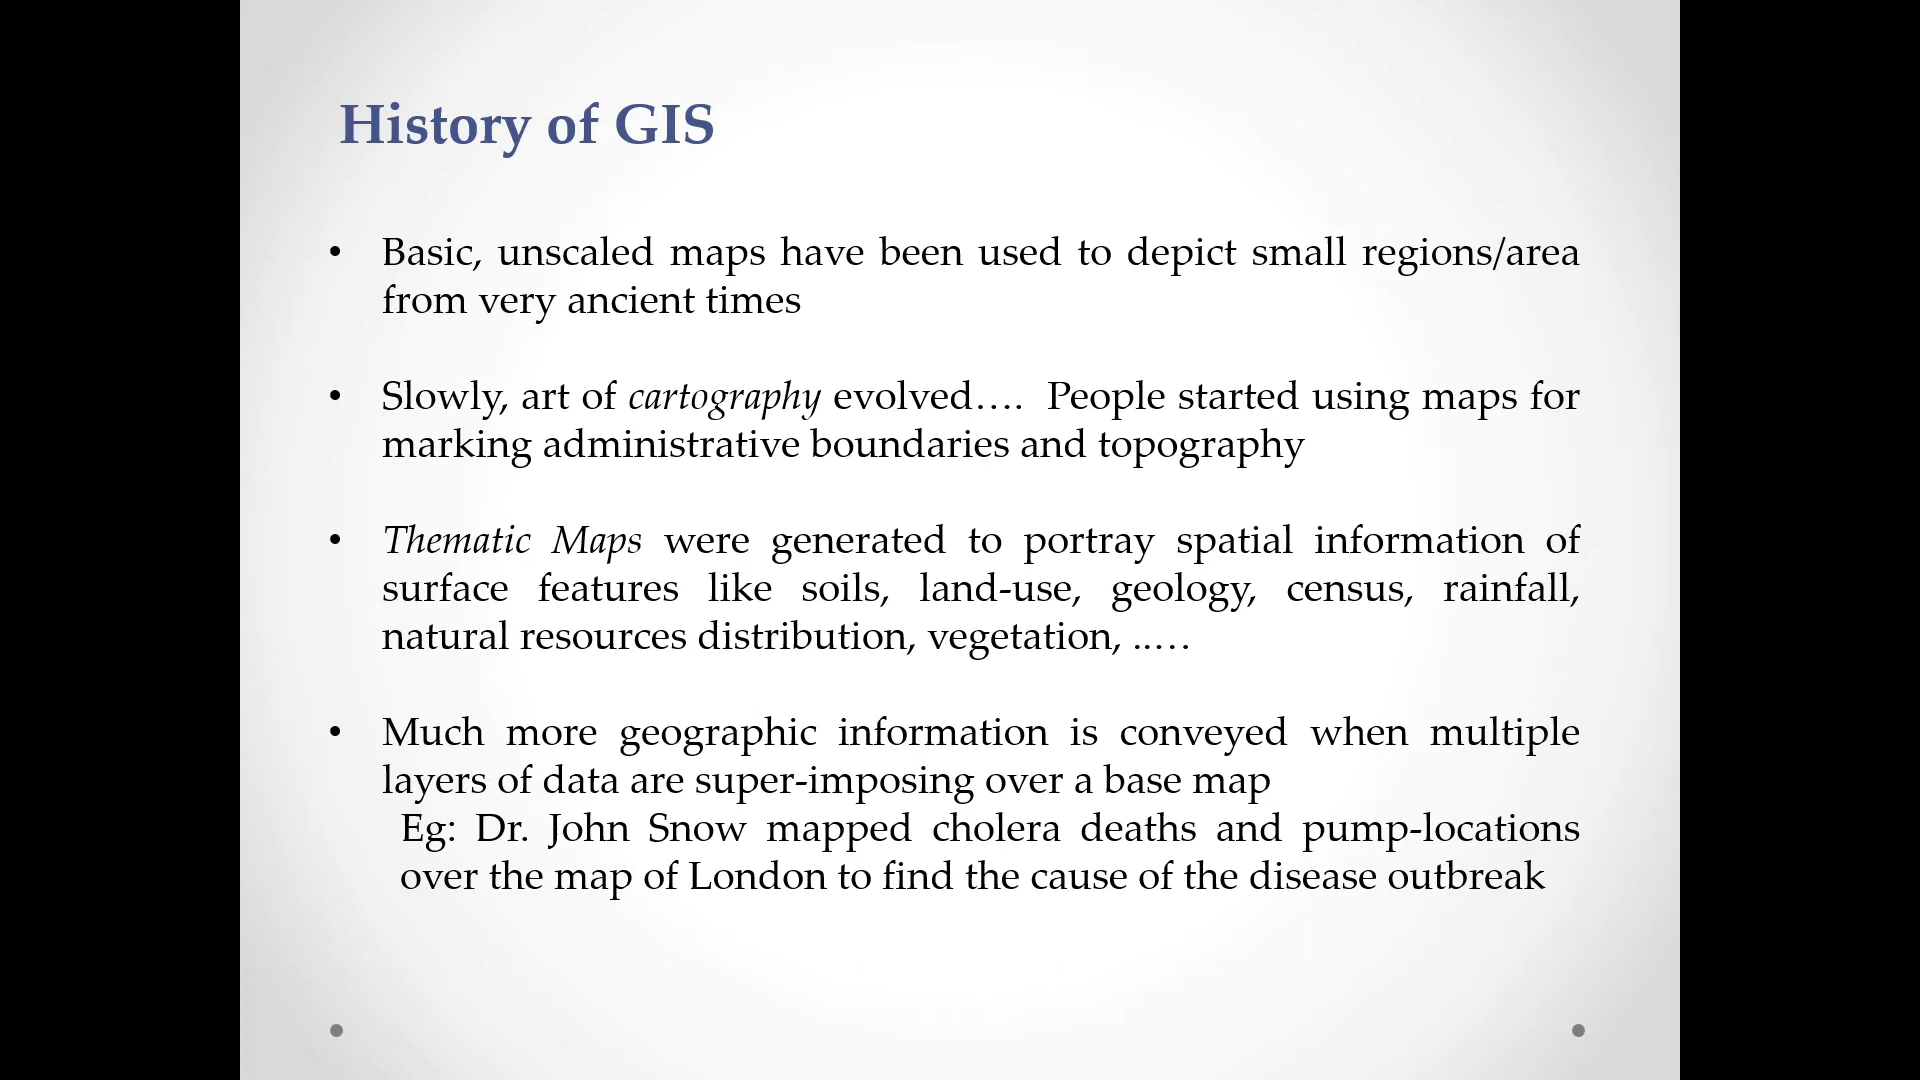 History of GIS
• Basic, unscaled maps have been used to depict small regions/area
from very ancient times
• Slowly, art of cartography evolved…. People started using maps for
marking administrative boundaries and topography
• Thematic Maps were generated to portray spatial information of
surface features like soils, land-use, geology, census, rainfall,
natural resources distribution, vegetation, ..…
• Much more geographic information is conveyed when multiple
layers of data are super-imposing over a base map
Eg: Dr. John Snow mapped cholera deaths and pump-locations
over the map of London to find the cause of the disease outbreak